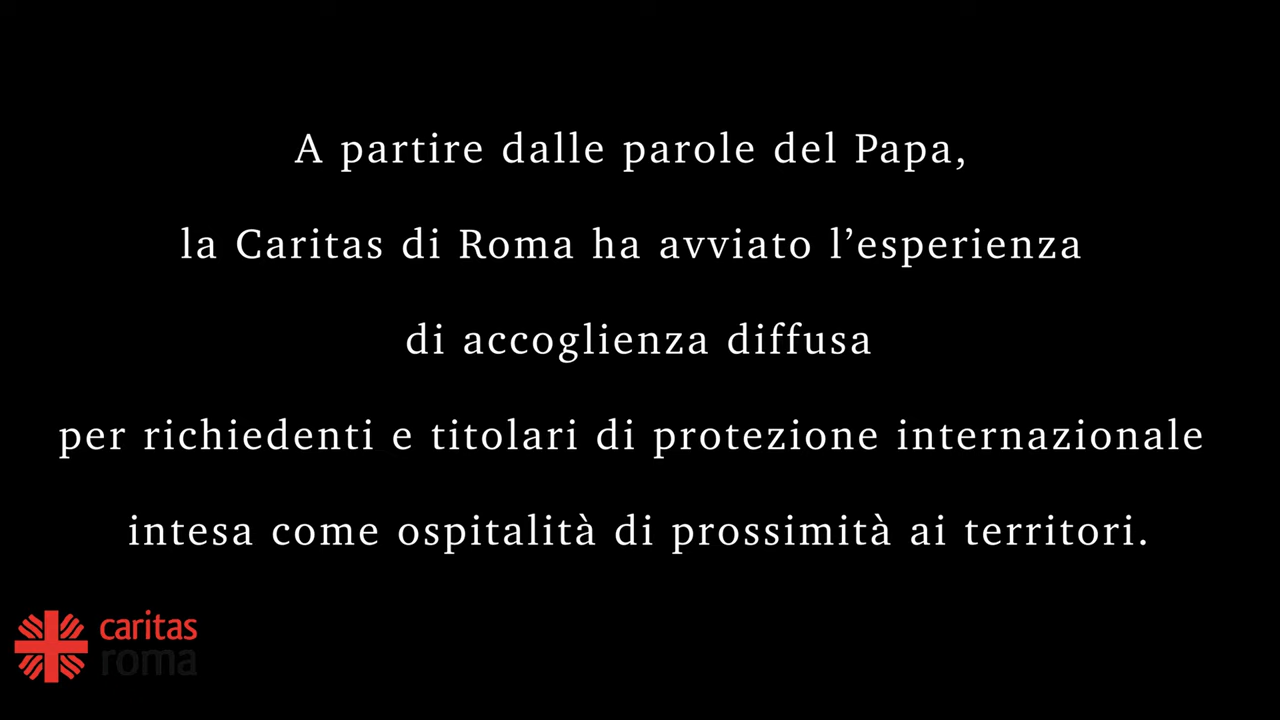 A partire dalle parole del Papa,
la Caritas di Roma ha avviato l’esperienza
di accoglienza diffusa
per richiedenti e titolari di protezione internazionale
intesa come ospitalità di prossimità ai territori.
caritas
roma